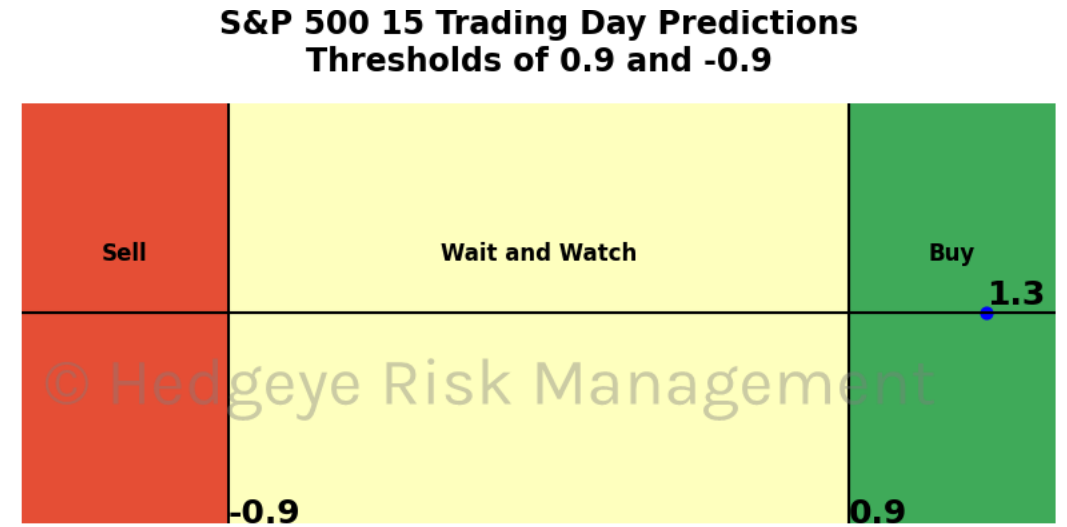 S&P 500 15 Trading Day Predictions
Thresholds of 0.9 and -0.9
Sell
Wait and Watch
Buy
1.3
© Hedgeye Risk Management
-0.9
0.9